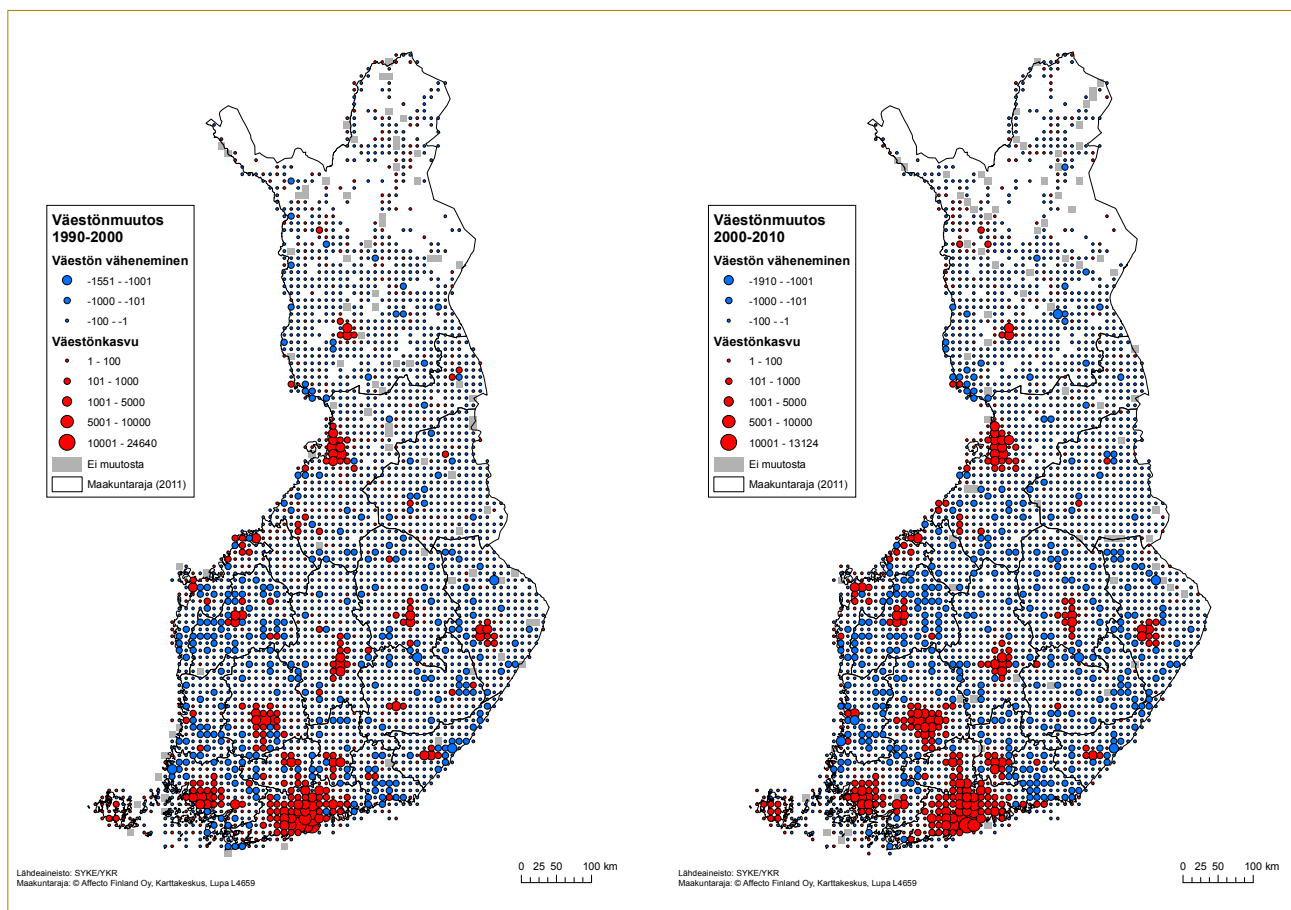 Väestönmuutos
1990-2000
Väestön väheneminen
-1551 - -1001
-1000 - -101
-100 - -1
Väestönkasvu
1 - 100
101 - 1000
1001 - 5000
5001 - 10000
10001 - 24640
Ei muutosta
Maakuntaraja (2011)
Lähdeaineisto: SYKE/YKR
Maakuntaraja: © Affecto Finland Oy, Karttakeskus, Lupa L4659
0 25 50 100 km
Väestönmuutos
2000-2010
Väestön väheneminen
-1910 - -1001
-1000 - -101
-100 - -1
Väestönkasvu
1 - 100
101 - 1000
1001 - 5000
5001 - 10000
10001 - 13124
Ei muutosta
Maakuntaraja (2011)
Lähdeaineisto: SYKE/YKR
Maakuntaraja: © Affecto Finland Oy, Karttakeskus, Lupa L4659
0 25 50 100 km